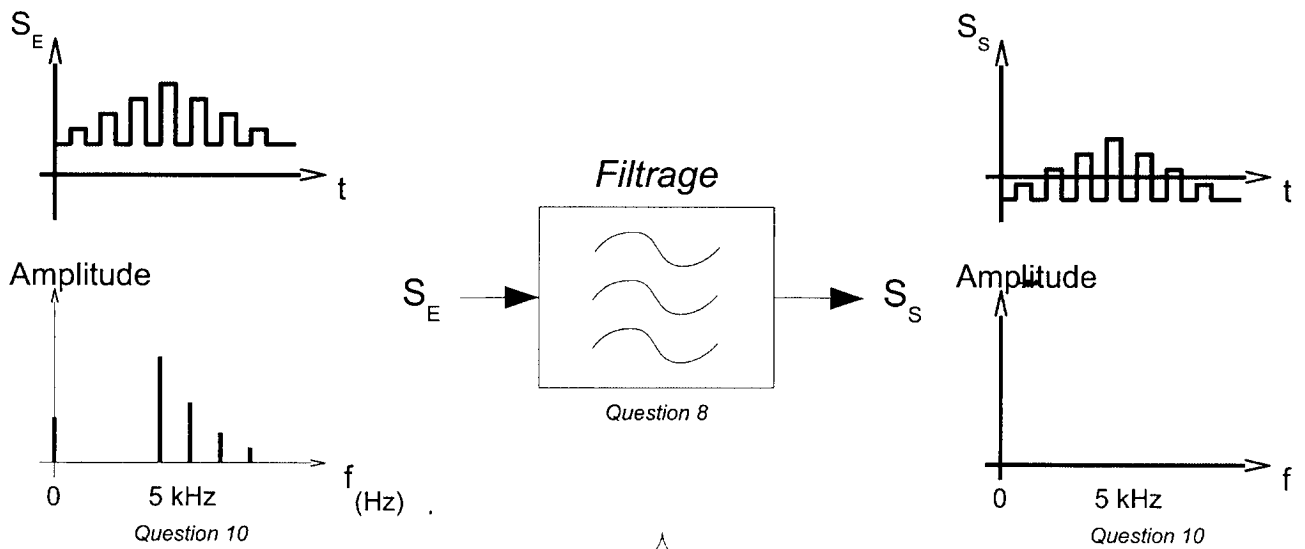 S_E
t
Amplitude
0 5 kHz f (Hz) .
Question 10
Filtrage
S_E
S_S
Question 8
S_S
t
Amplitude
0 5 kHz f
Question 10